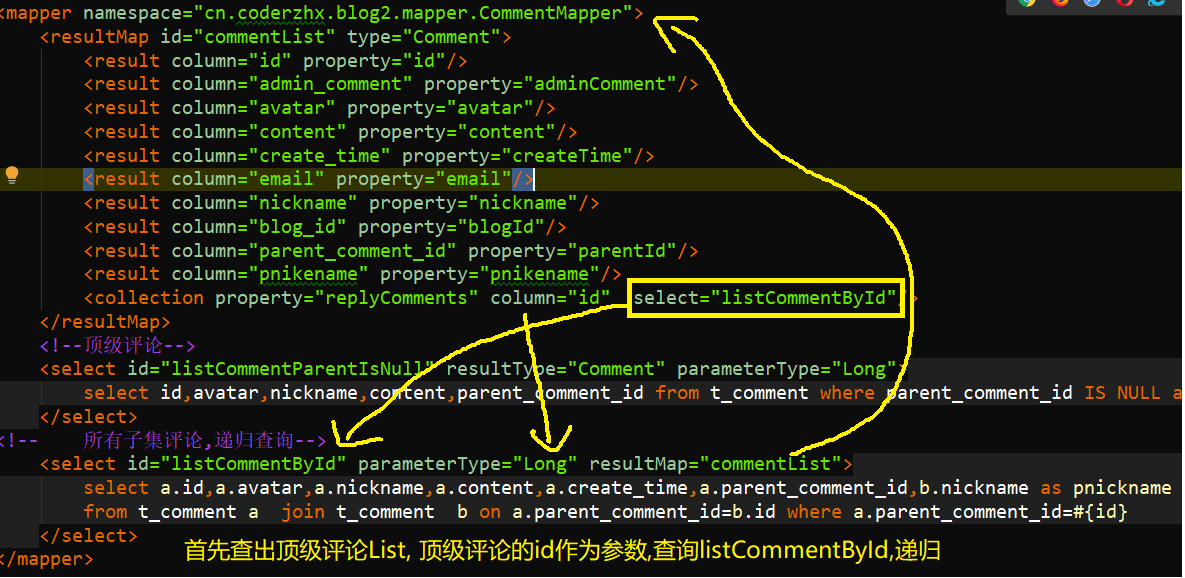 <mapper namespace="cn.coderzhx.blog2.mapper.CommentMapper">
<resultMap id="commentList" type="Comment">
<result column="id" property="id"/>
<result column="admin_comment" property="adminComment"/>
<result column="avatar" property="avatar"/>
<result column="content" property="content"/>
<result column="create_time" property="createTime"/>
<result column="email" property="email"/>
<result column="nickname" property="nickname"/>
<result column="blog_id" property="blogId"/>
<result column="parent_comment_id" property="parentId"/>
<result column="pnikename" property="pnikename"/>
<collection property="replyComments" column="id" select="listCommentById"/>
</resultMap>
<!--顶级评论-->
<select id="listCommentParentIsNull" resultType="Comment" parameterType="Long"
select id,avatar,nickname,content,parent_comment_id from t_comment where parent_comment_id IS NULL a
</select>
<!-- 所有子集评论,递归查询-->
<select id="listCommentById" parameterType="Long" resultMap="commentList">
select a.id,a.avatar,a.nickname,a.content,a.create_time,a.parent_comment_id,b.nickname as pnickname
from t_comment a join t_comment b on a.parent_comment_id=b.id where a.parent_comment_id=#{id}
</select>
</mapper>
首先查出顶级评论List, 顶级评论的id作为参数,查询listCommentById,递归